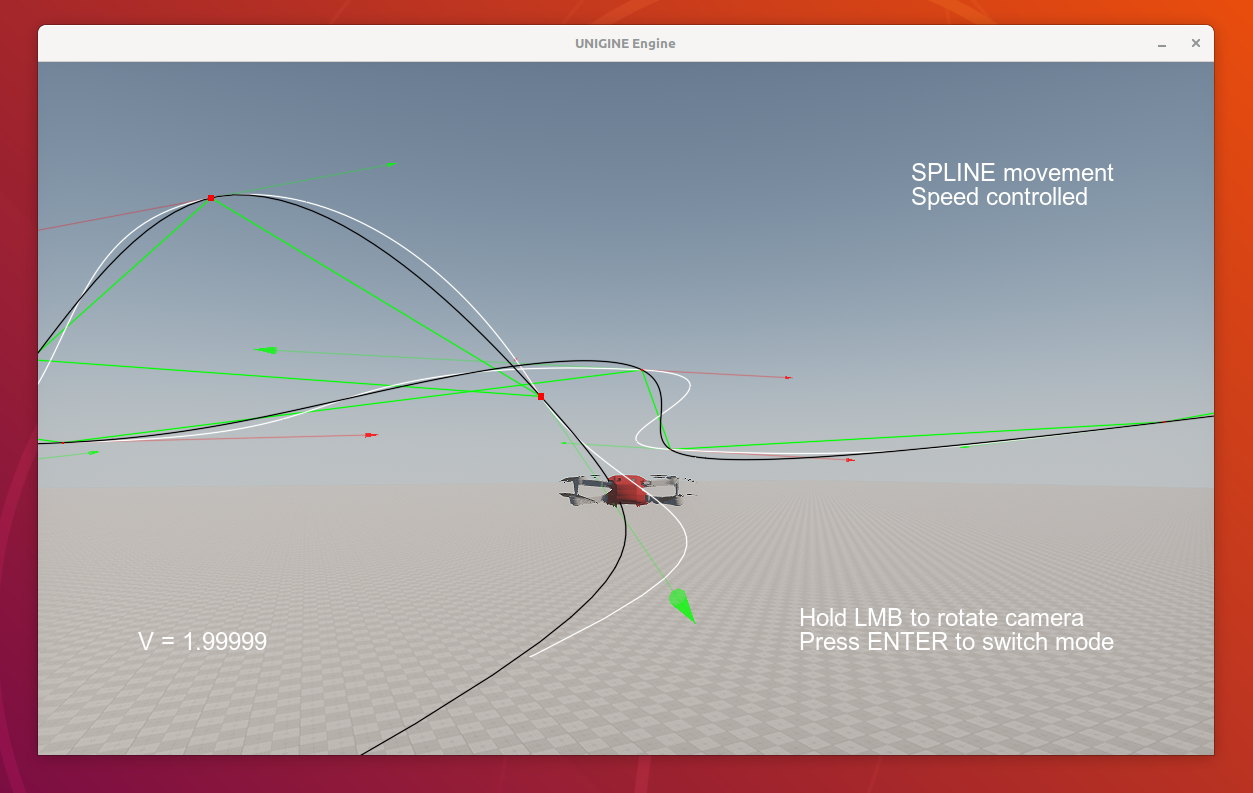 UNIGINE Engine
SPLINE movement
Speed controlled
V = 1.99999
Hold LMB to rotate camera
Press ENTER to switch mode